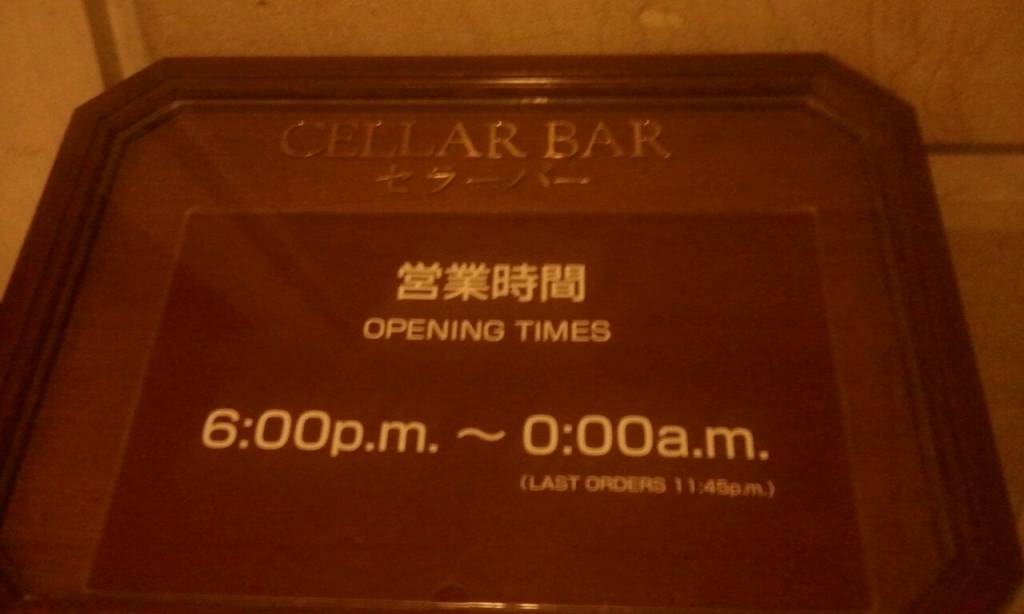 CELLAR BAR
セラーバー
営業時間
OPENING TIMES
6:00p.m. ～ 0:00a.m.
(LAST ORDERS 11:45p.m.)